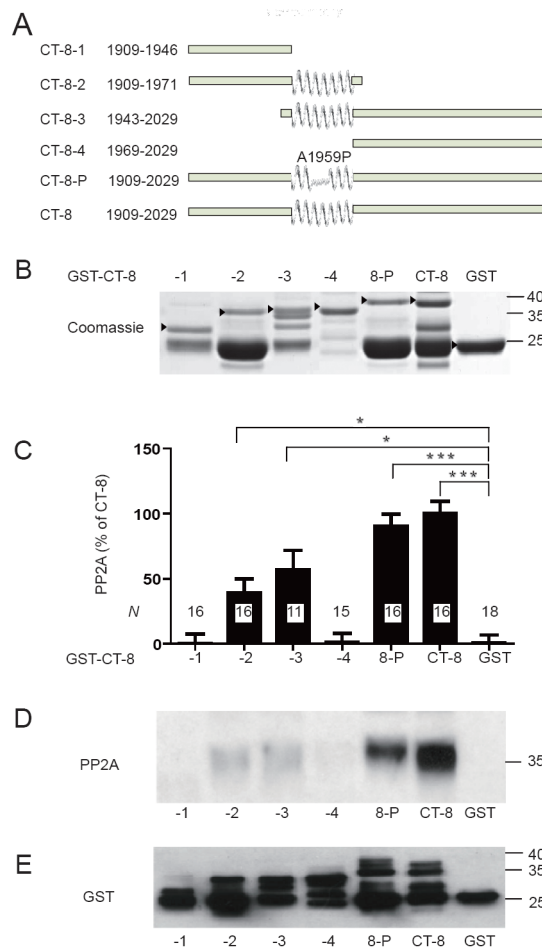 A
CT-8-1 1909-1946
CT-8-2 1909-1971
CT-8-3 1943-2029
CT-8-4 1969-2029
A1959P
CT-8-P 1909-2029
CT-8 1909-2029
B GST-CT-8 -1 -2 -3 -4 8-P CT-8 GST
Coomassie
40
35
25
C
* 
*
***
***
PP2A (% of CT-8)
150
100
50
0
N 16 16 11 15 16 16 18
GST-CT-8 -1 -2 -3 -4 8-P CT-8 GST
D
PP2A
35
-1 -2 -3 -4 8-P CT-8 GST
E
GST
40
35
25
-1 -2 -3 -4 8-P CT-8 GST